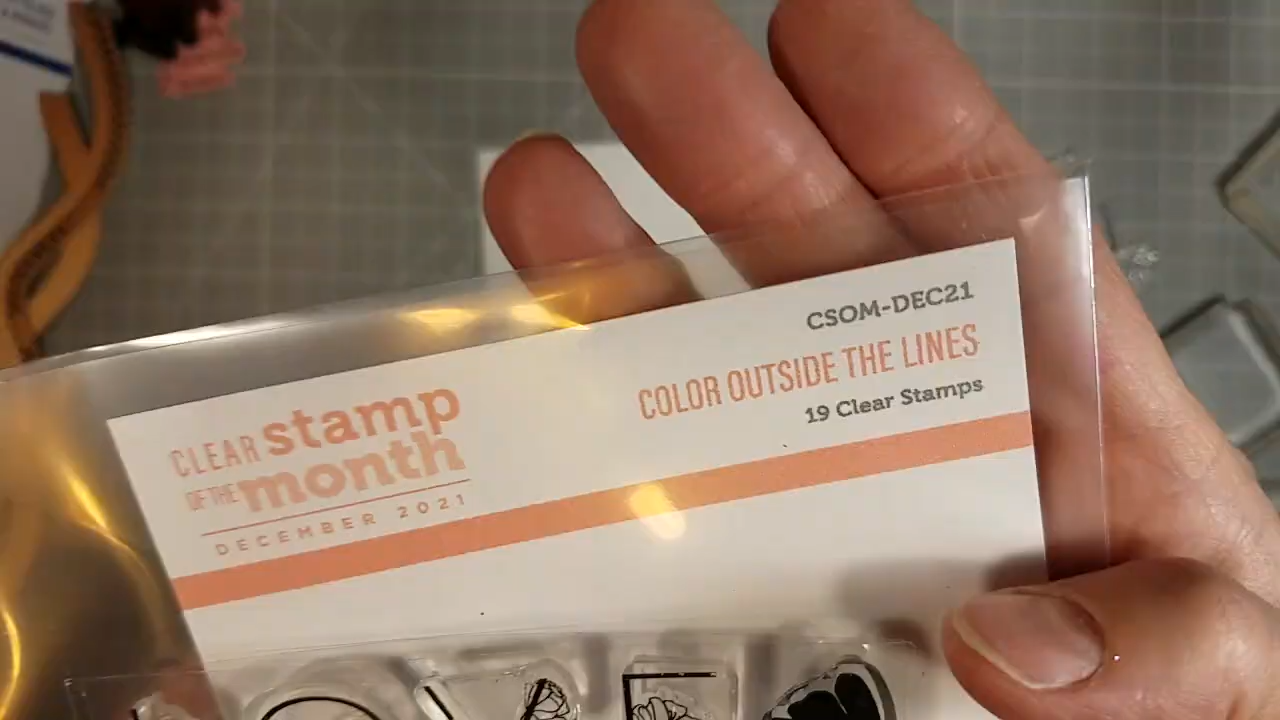 CLEAR stamp
OF THE month
DECEMBER 2021
CSOM-DEC21
COLOR OUTSIDE THE LINES
19 Clear Stamps